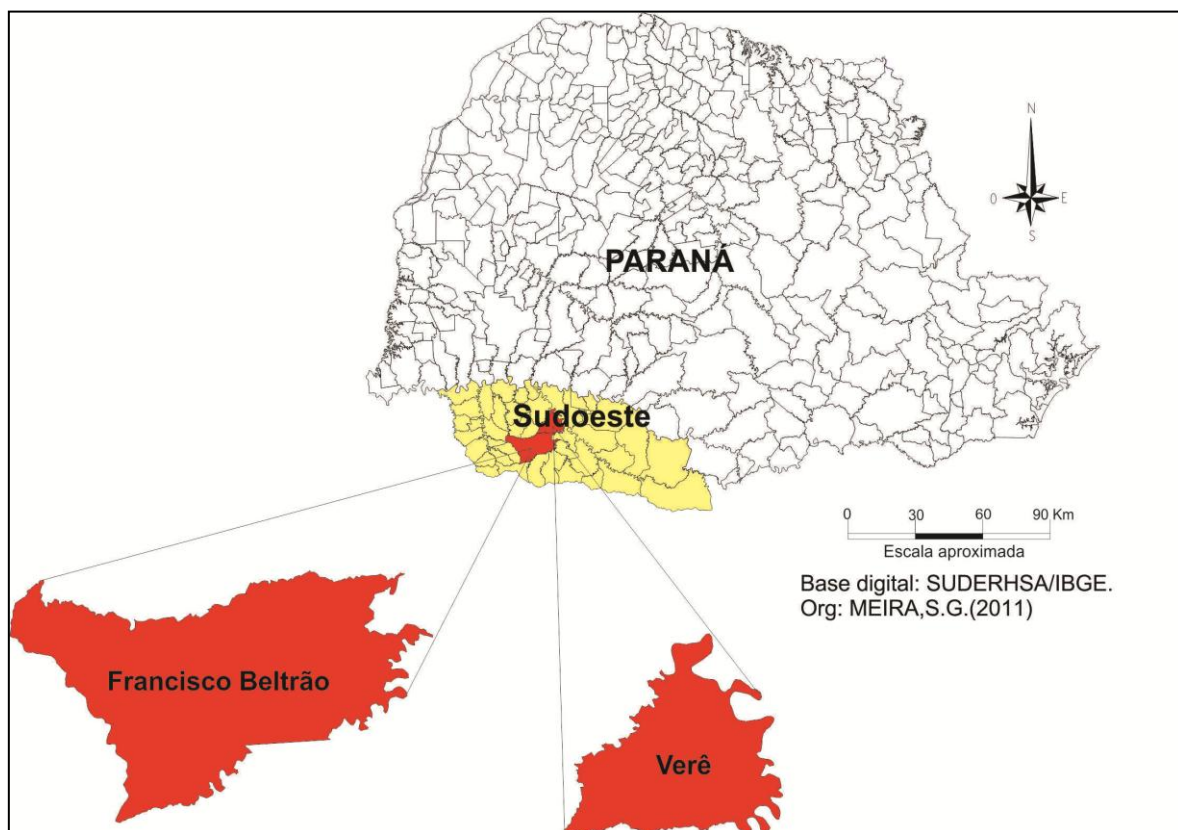 N
O E
S
PARANÁ
Sudoeste
0 30 60 90 Km
Escala aproximada
Base digital: SUDERHSA/IBGE.
Org: MEIRA,S.G.(2011)
Francisco Beltrão
Verê